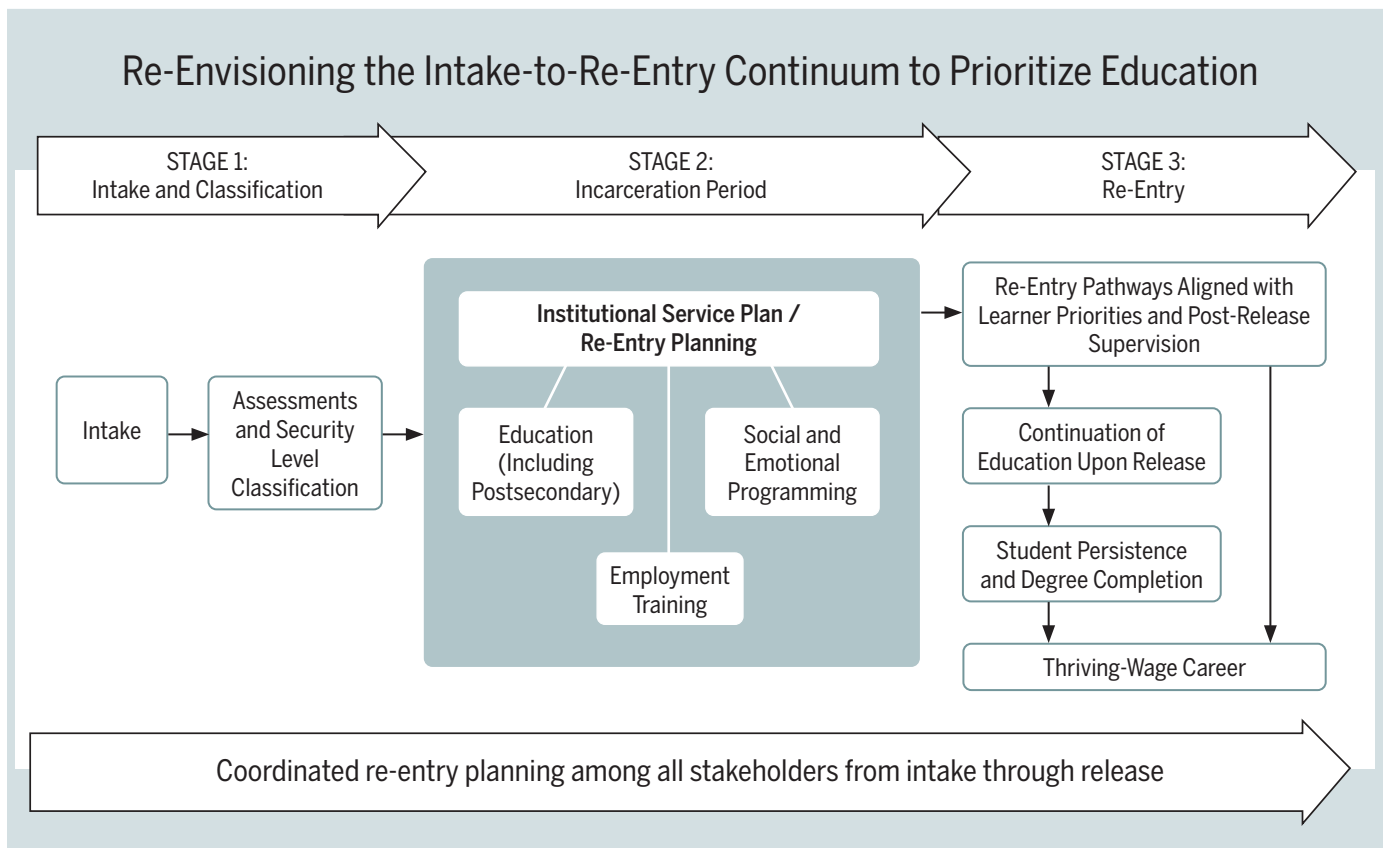 Re-Envisioning the Intake-to-Re-Entry Continuum to Prioritize Education
STAGE 1:
Intake and Classification
STAGE 2:
Incarceration Period
STAGE 3:
Re-Entry
Intake
Assessments
and Security
Level
Classification
Institutional Service Plan /
Re-Entry Planning
Education
(Including
Postsecondary)
Social and
Emotional
Programming
Employment
Training
Re-Entry Pathways Aligned with
Learner Priorities and Post-Release
Supervision
Continuation of
Education Upon Release
Student Persistence
and Degree Completion
Thriving-Wage Career
Coordinated re-entry planning among all stakeholders from intake through release